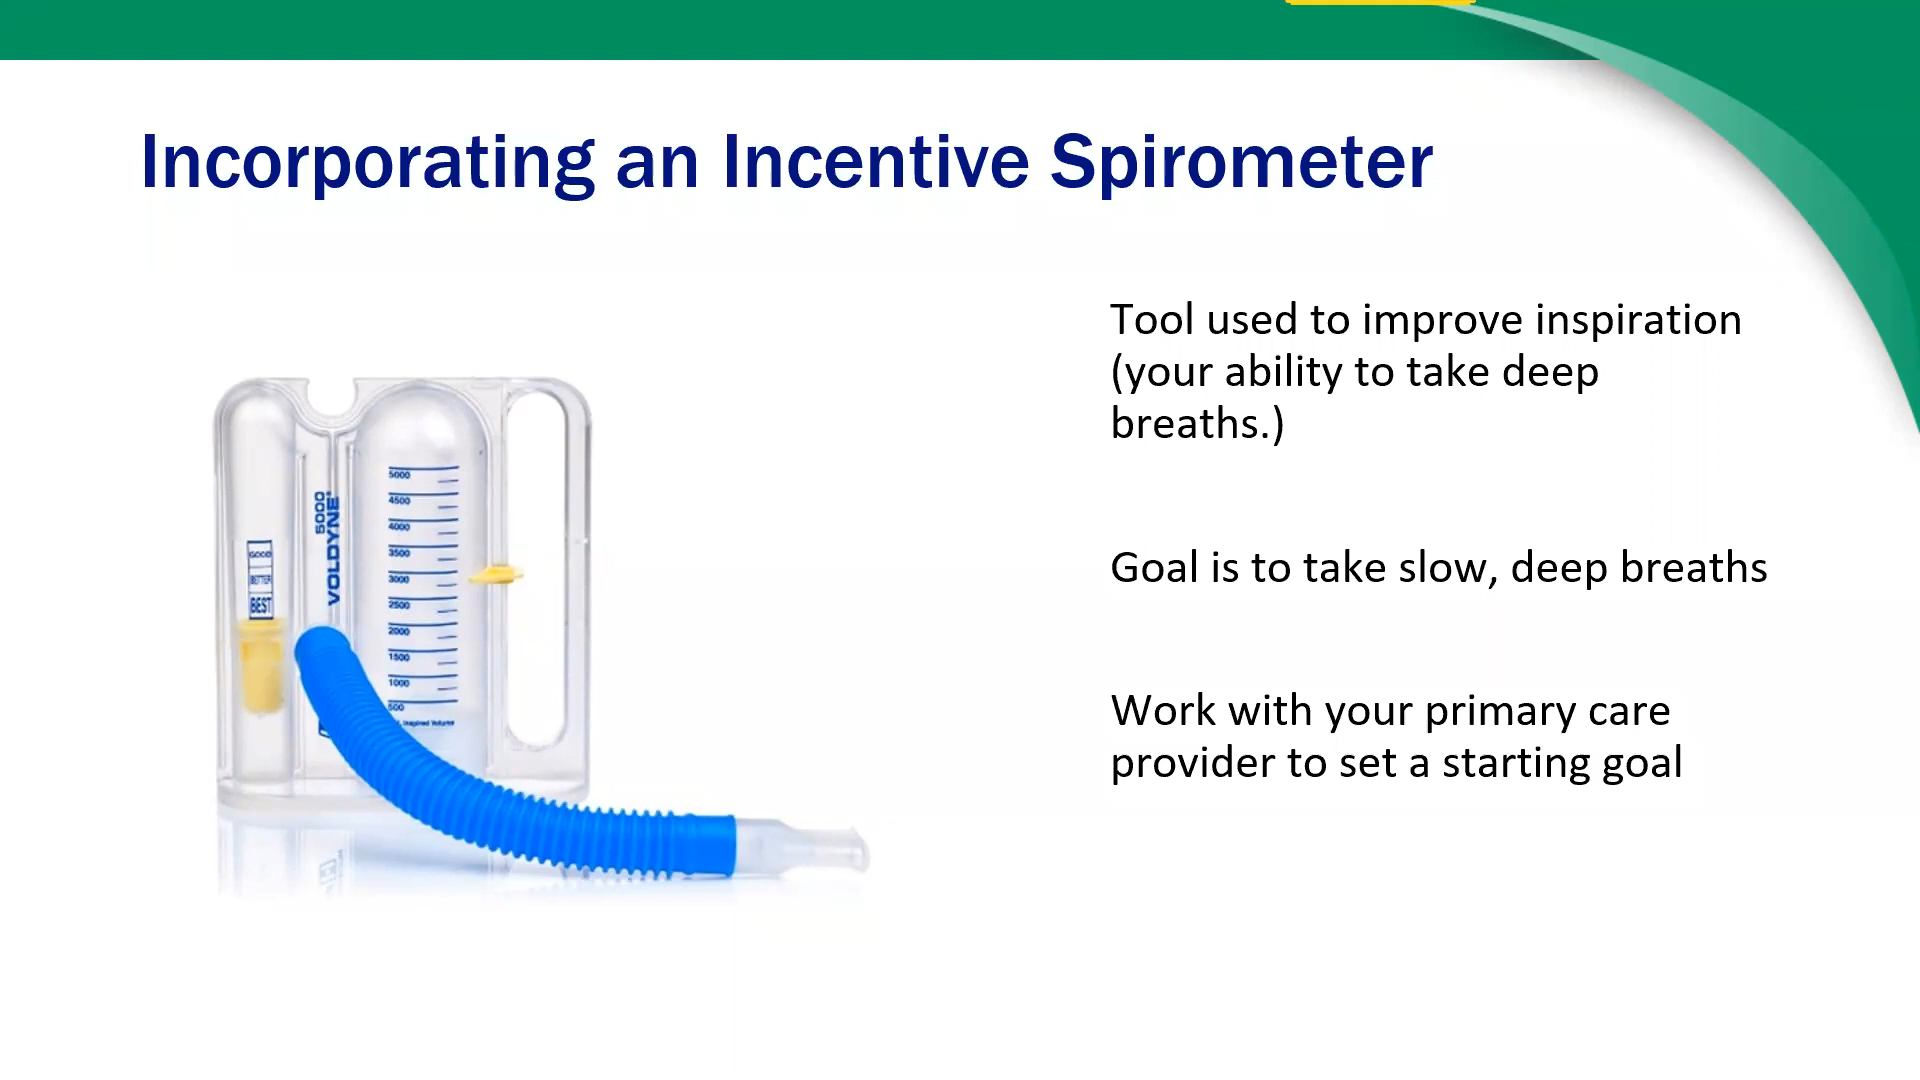 Incorporating an Incentive Spirometer
Tool used to improve inspiration
(your ability to take deep
breaths.)
Goal is to take slow, deep breaths
Work with your primary care
provider to set a starting goal
5000
4500
4000
3500
3000
2500
2000
1500
1000
500
Inspired Volume
VOLDYNE®
5000
GOOD
BETTER
BEST